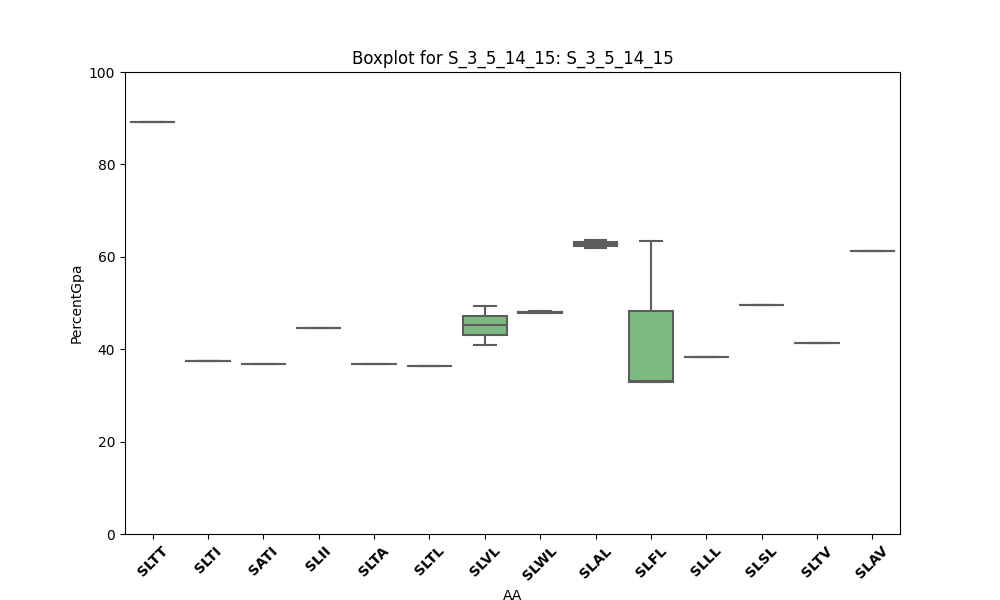 Boxplot for S_3_5_14_15: S_3_5_14_15
PercentGpa
100
80
60
40
20
0
SLTT SLTI SATI SLII SLTA SLTL SLVL SLWL SLAL SLFL SLLL SLSL SLTV SLAV
AA